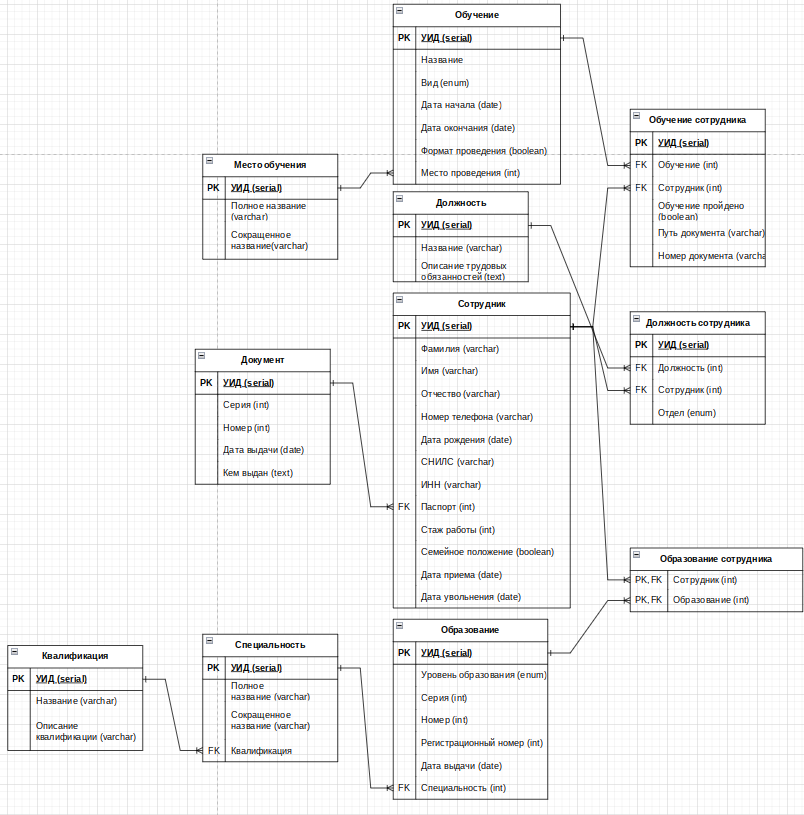 Обучение
PK УИД (serial)
Название
Вид (enum)
Дата начала (date)
Дата окончания (date)
Формат проведения (boolean)
Место проведения (int)
Обучение сотрудника
PK УИД (serial)
FK Обучение (int)
FK Сотрудник (int)
Обучение пройдено
(boolean)
Путь документа (varchar)
Номер документа (varcha
Место обучения
PK УИД (serial)
Полное название
(varchar)
Сокращенное
название(varchar)
Должность
PK УИД (serial)
Название (varchar)
Описание трудовых
обязанностей (text)
Сотрудник
PK УИД (serial)
Фамилия (varchar)
Имя (varchar)
Отчество (varchar)
Номер телефона (varchar)
Дата рождения (date)
СНИЛС (varchar)
ИНН (varchar)
FK Паспорт (int)
Стаж работы (int)
Семейное положение (boolean)
Дата приема (date)
Дата увольнения (date)
Должность сотрудника
PK УИД (serial)
FK Должность (int)
FK Сотрудник (int)
Отдел (enum)
Документ
PK УИД (serial)
Серия (int)
Номер (int)
Дата выдачи (date)
Кем выдан (text)
Образование сотрудника
PK,FK Сотрудник (int)
PK,FK Образование (int)
Образование
PK УИД (serial)
Уровень образования (enum)
Серия (int)
Номер (int)
Регистрационный номер (int)
Дата выдачи (date)
FK Специальность (int)
Специальность
PK УИД (serial)
Полное
название (varchar)
Сокращенное
название (varchar)
FK Квалификация
Квалификация
PK УИД (serial)
Название (varchar)
Описание
квалификации (varchar)